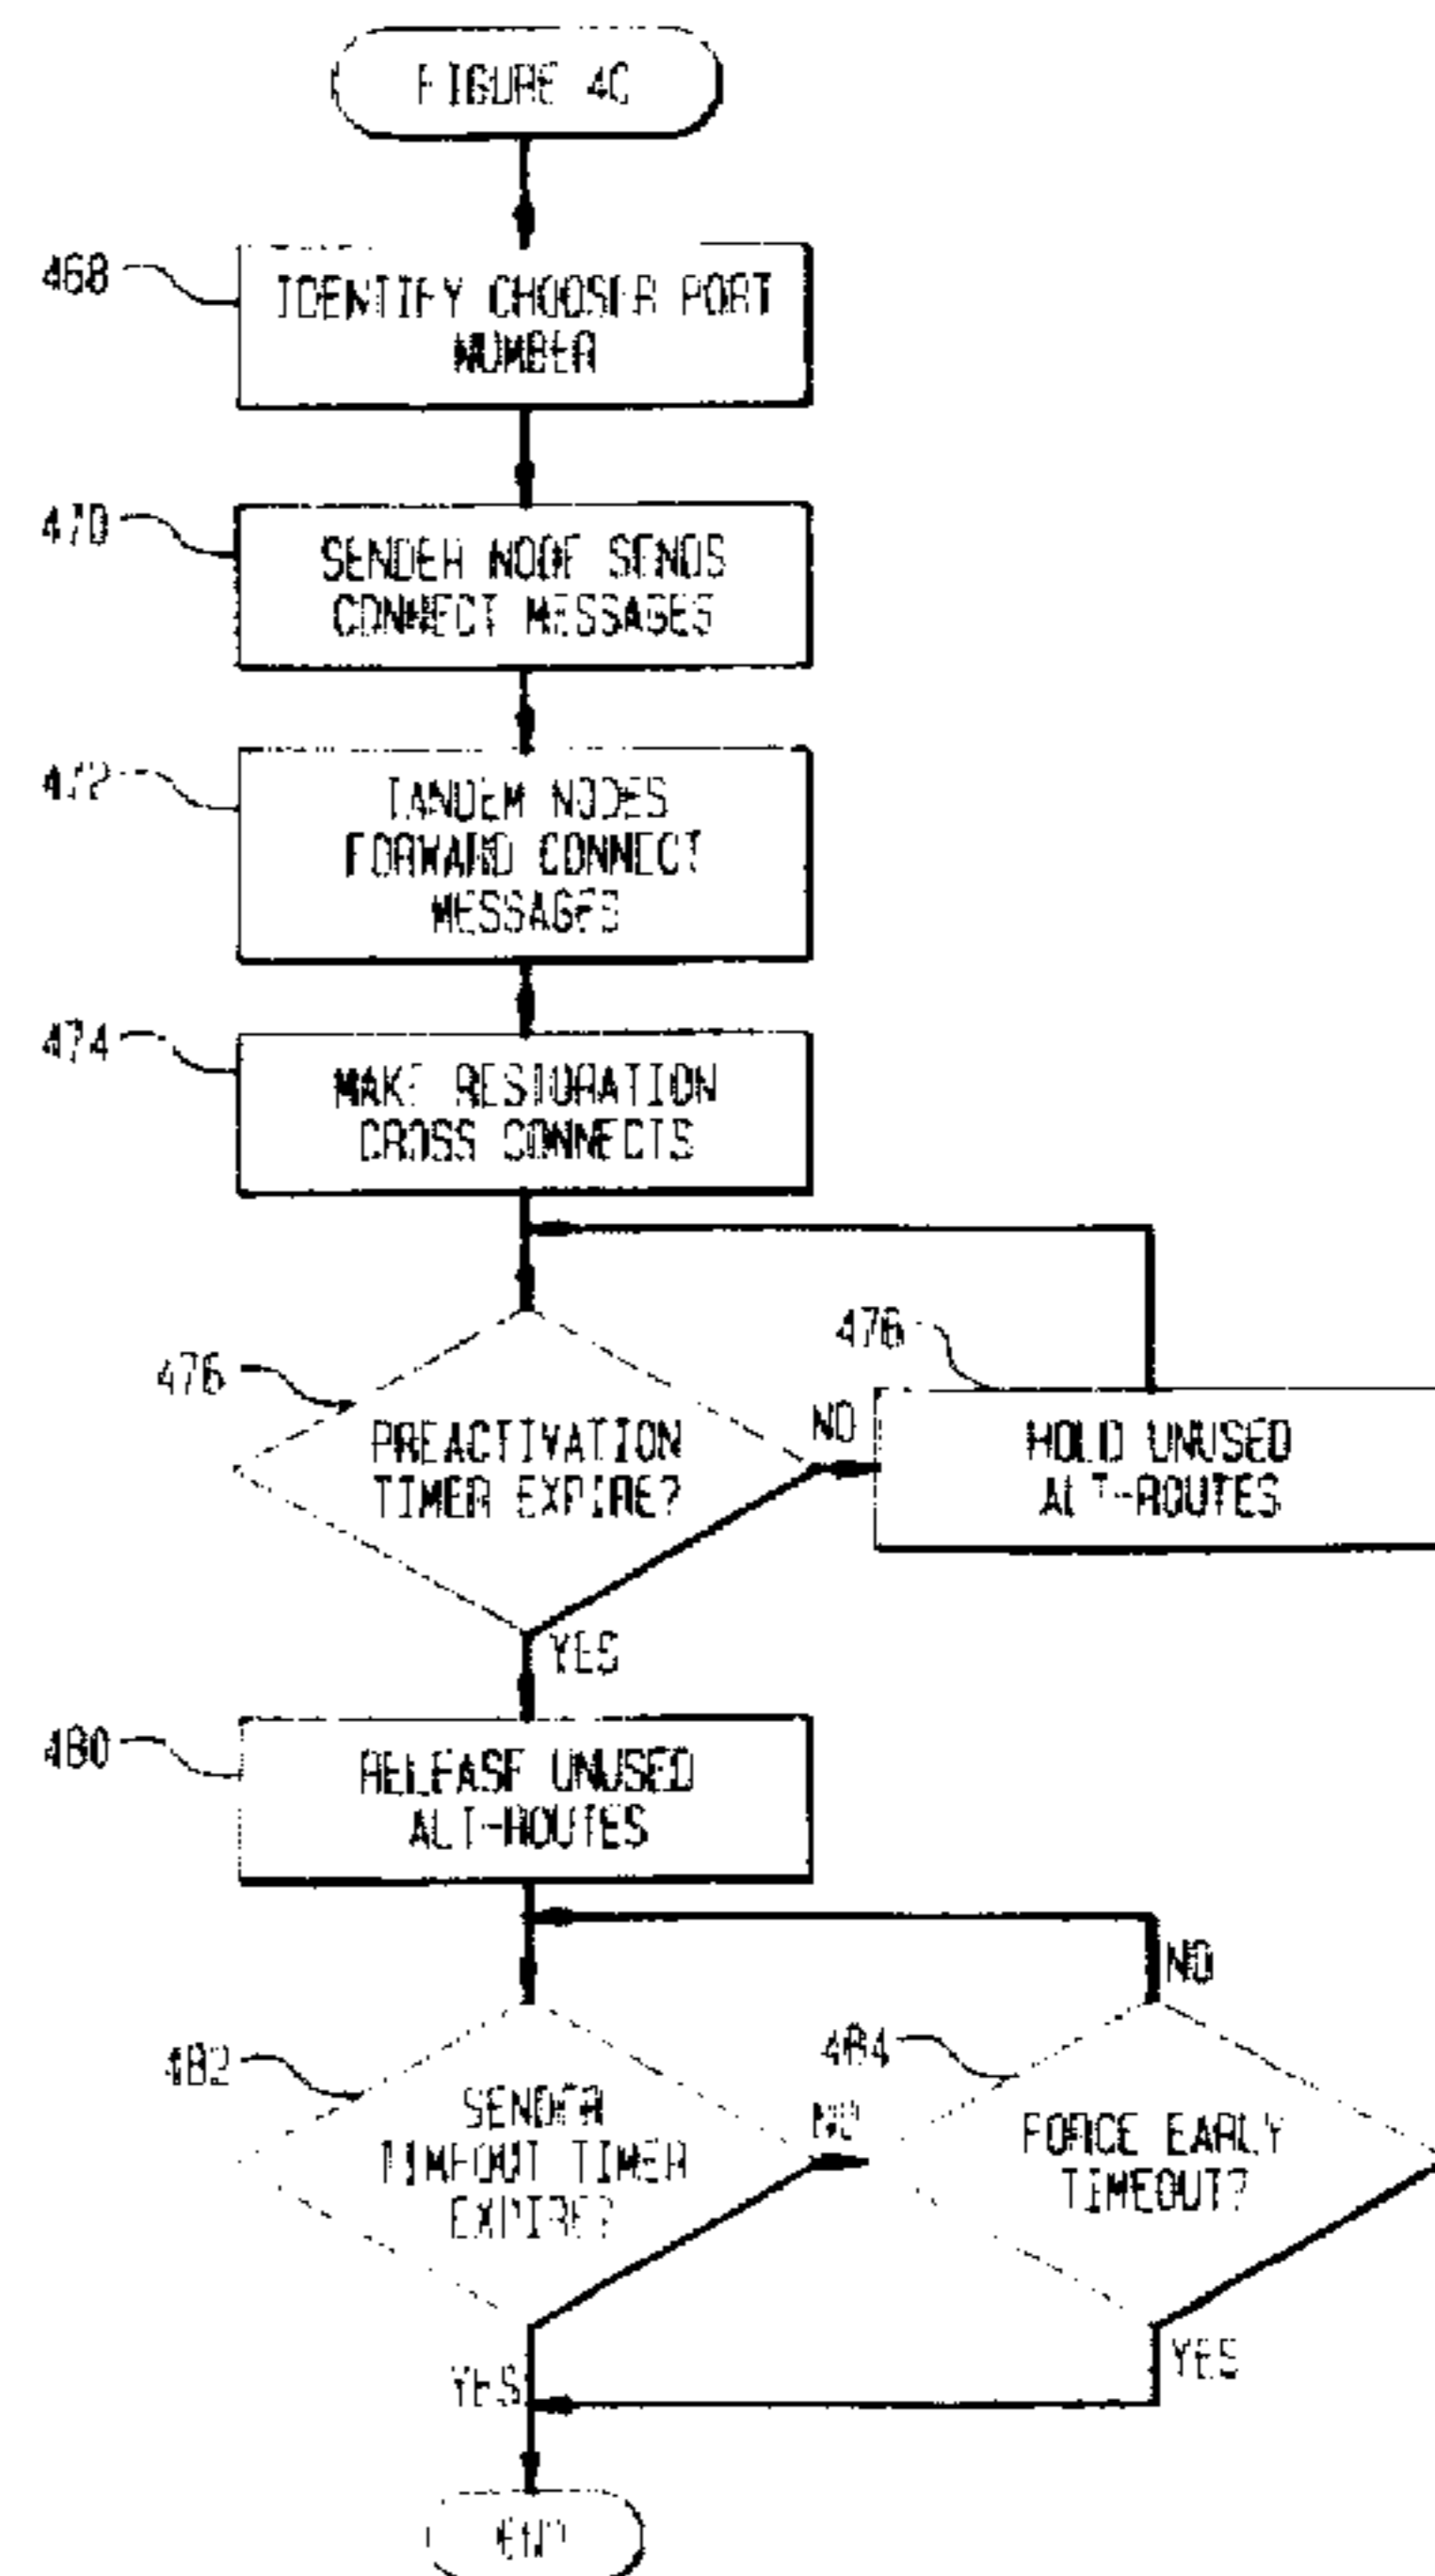 FIGURE 4C
468
IDENTIFY CHOOSER PORT
NUMBER
470
SENDER NODE SENDS
CONNECT MESSAGES
472
TANDEM NODES
FORWARD CONNECT
MESSAGES
474
MAKE RESTORATION
CROSS CONNECTS
476
PREACTIVATION
TIMER EXPIRE?
NO
HOLD UNUSED
ALT-ROUTES
YES
480
RELEASE UNUSED
ALT-ROUTES
482
SENDER
TIMEOUT TIMER
EXPIRE?
NO
484
FORCE EARLY
TIMEOUT?
NO
YES
YES
END